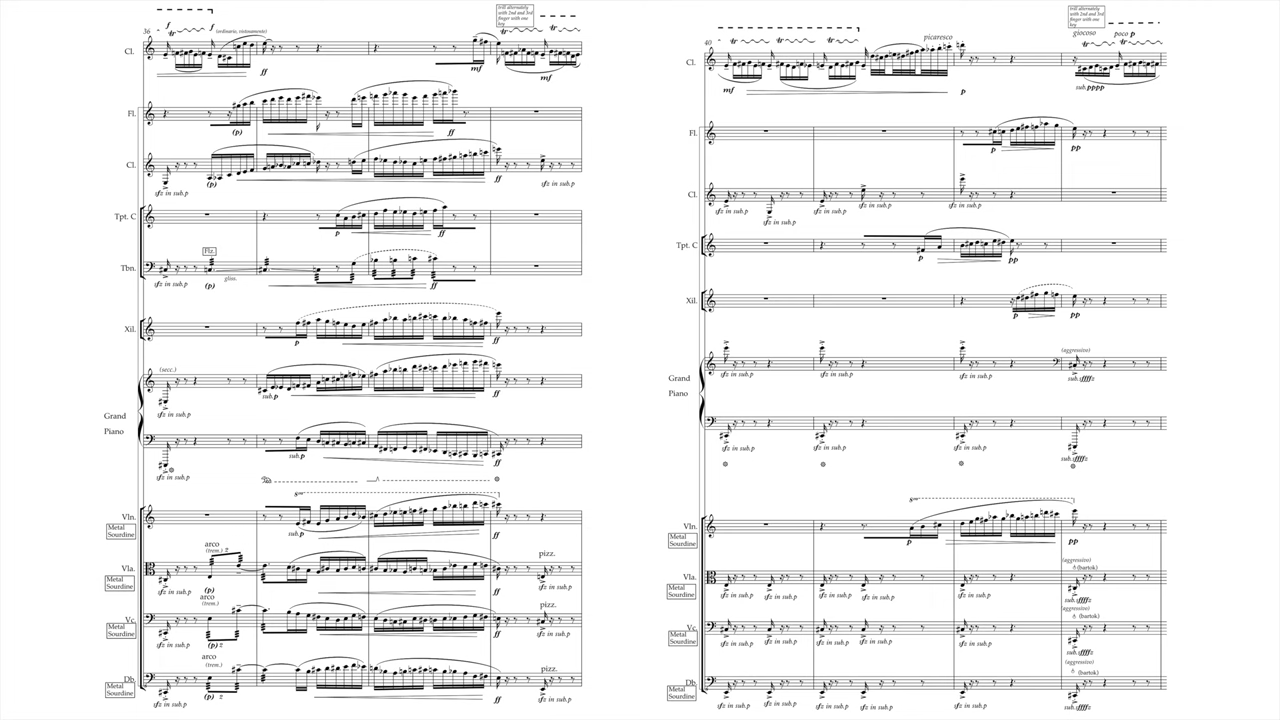 36
f
f
(ordinario, vistonamento)
trill alternately
with 2nd and 3rd
finger with one
key
Cl.
ff
mf
mf
Fl.
(p)
ff
Cl.
sfz in sub.p
(p)
ff
sfz in sub.p
Tpt. C
p
ff
Flz.
Tbn.
sfz in sub.p
(p)
gliss.
ff
Xil.
p
ff
(secc.)
sub.p
p
ff
sfz in sub.p
Grand
Piano
sub.p
ff
sfz in sub.p
8va
Vln.
Metal
Sourdine
sub.p
ff
arco
(trem.)
pizz.
Vla.
Metal
Sourdine
sfz in sub.p
(p)
ff
sfz in sub.p
arco
(trem.)
pizz.
Vc.
Metal
Sourdine
sfz in sub.p
(p)
ff
sfz in sub.p
arco
(trem.)
pizz.
Db.
Metal
Sourdine
sfz in sub.p
(p)
ff
sfz in sub.p
40
trill alternately
with 2nd and 3rd
finger with one
key
picaresco
giocoso
poco p
Cl.
mf
p
sub.pppp
Fl.
p
pp
Cl.
sfz in sub.p
sfz in sub.p
sfz in sub.p
sfz in sub.p
Tpt. C
p
pp
Xil.
p
pp
(aggressivo)
sfz in sub.p
sfz in sub.p
sfz in sub.p
sub.sffffz
Grand
Piano
sfz in sub.p
sfz in sub.p
sfz in sub.p
sub.sffffz
8va
Vln.
Metal
Sourdine
p
pp
(aggressivo)
(bartok)
Vla.
Metal
Sourdine
sfz in sub.p
sfz in sub.p
sfz in sub.p
sfz in sub.p
sub.sffffz
(aggressivo)
(bartok)
Vc.
Metal
Sourdine
sfz in sub.p
sfz in sub.p
sfz in sub.p
sfz in sub.p
sub.sffffz
(aggressivo)
(bartok)
Db.
Metal
Sourdine
sfz in sub.p
sfz in sub.p
sfz in sub.p
sfz in sub.p
sub.sffffz